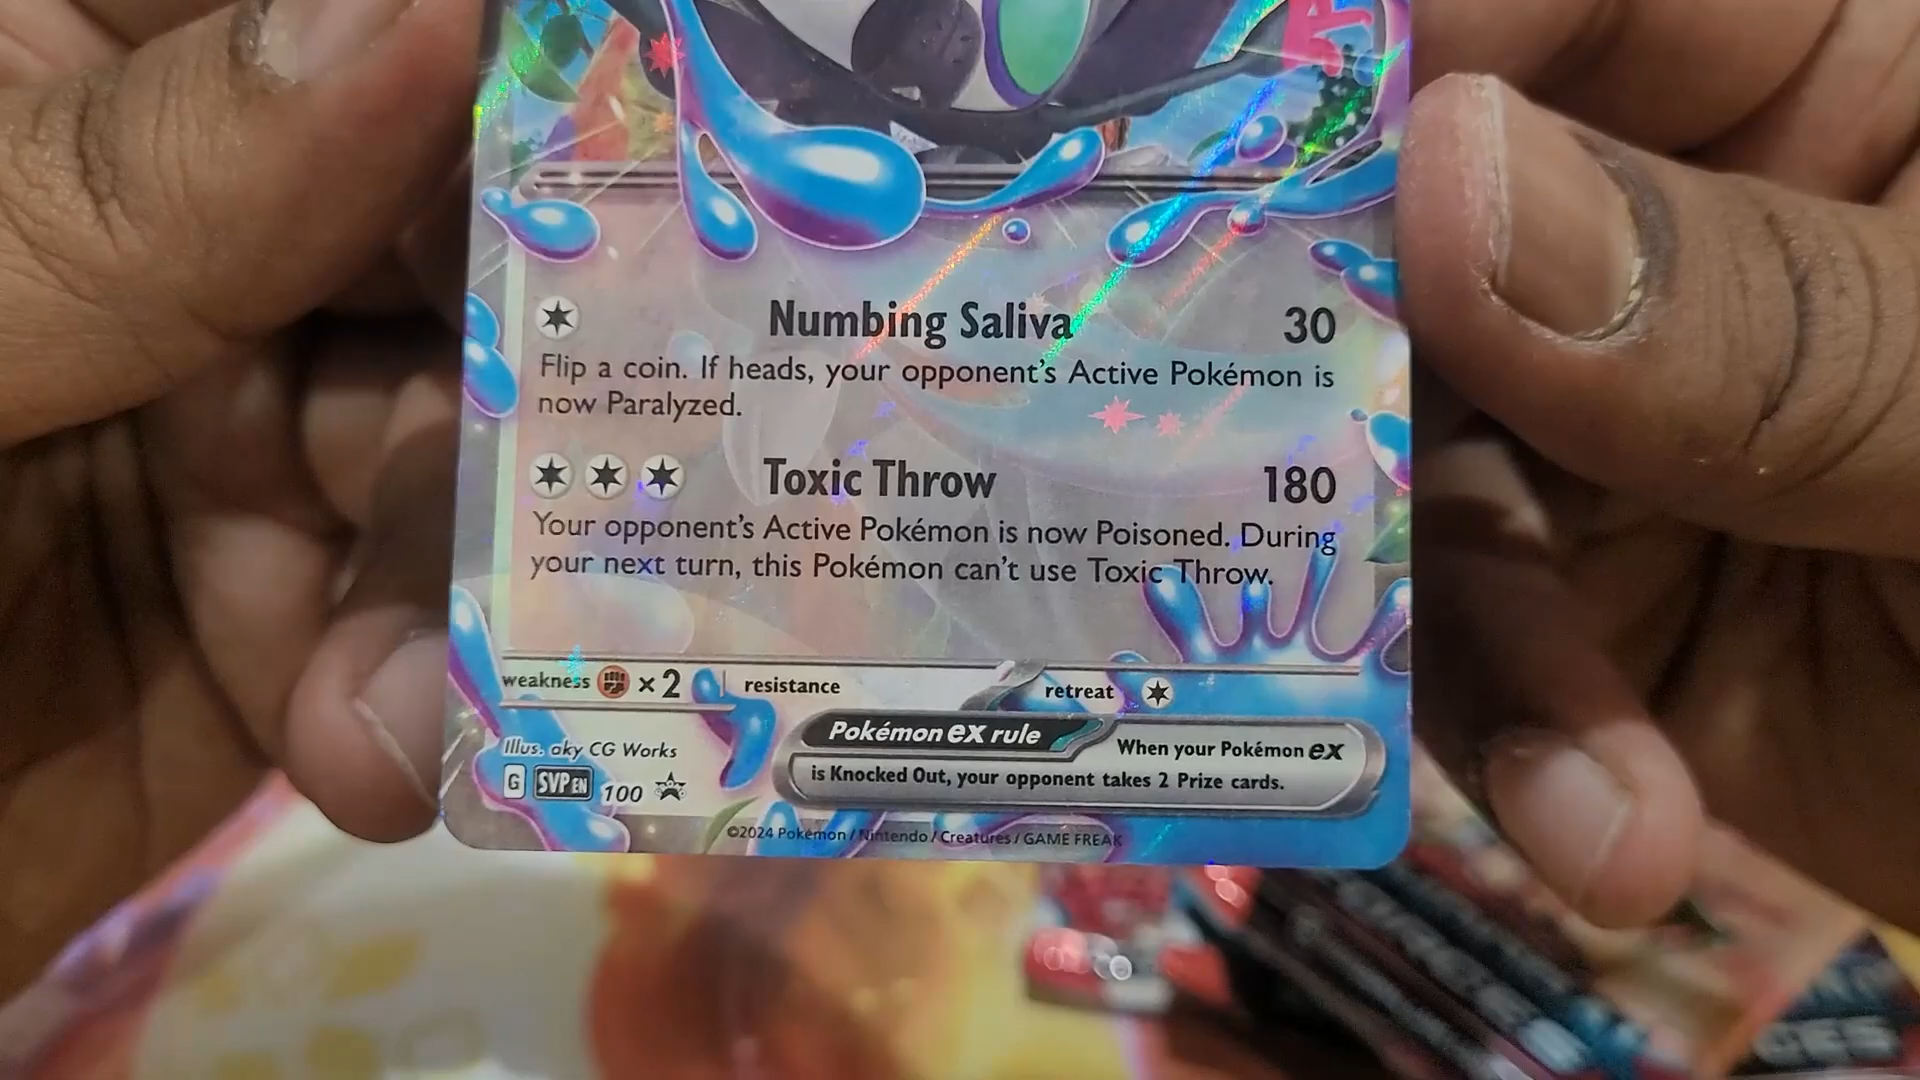 Numbing Saliva 30
Flip a coin. If heads, your opponent's Active Pokémon is
now Paralyzed.
Toxic Throw 180
Your opponent's Active Pokémon is now Poisoned. During
your next turn, this Pokémon can't use Toxic Throw.
weakness ×2 resistance retreat
Pokémon ex rule When your Pokémon ex
is Knocked Out, your opponent takes 2 Prize cards.
Illus. aky CG Works
G SVP EN 100
©2024 Pokémon / Nintendo / Creatures / GAME FREAK